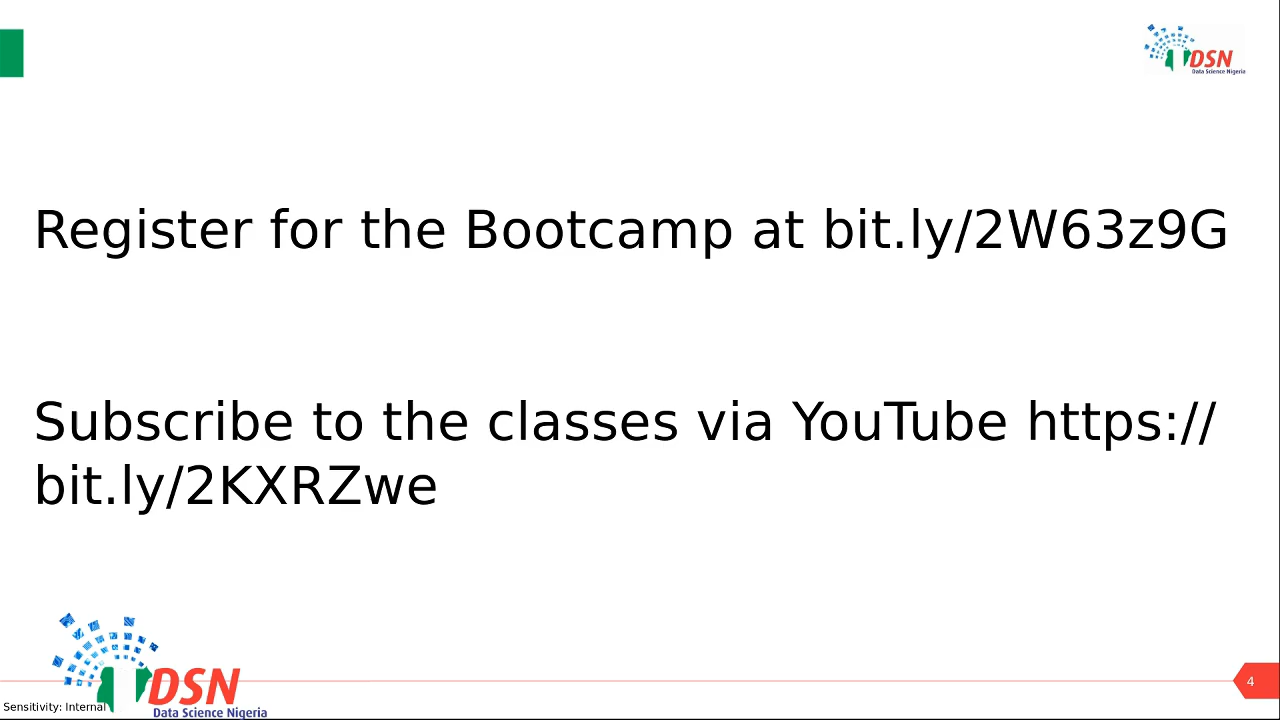 DSN
Data Science Nigeria
Register for the Bootcamp at bit.ly/2W63z9G
Subscribe to the classes via YouTube https://
bit.ly/2KXRZwe
DSN
Data Science Nigeria
4
Sensitivity: Internal